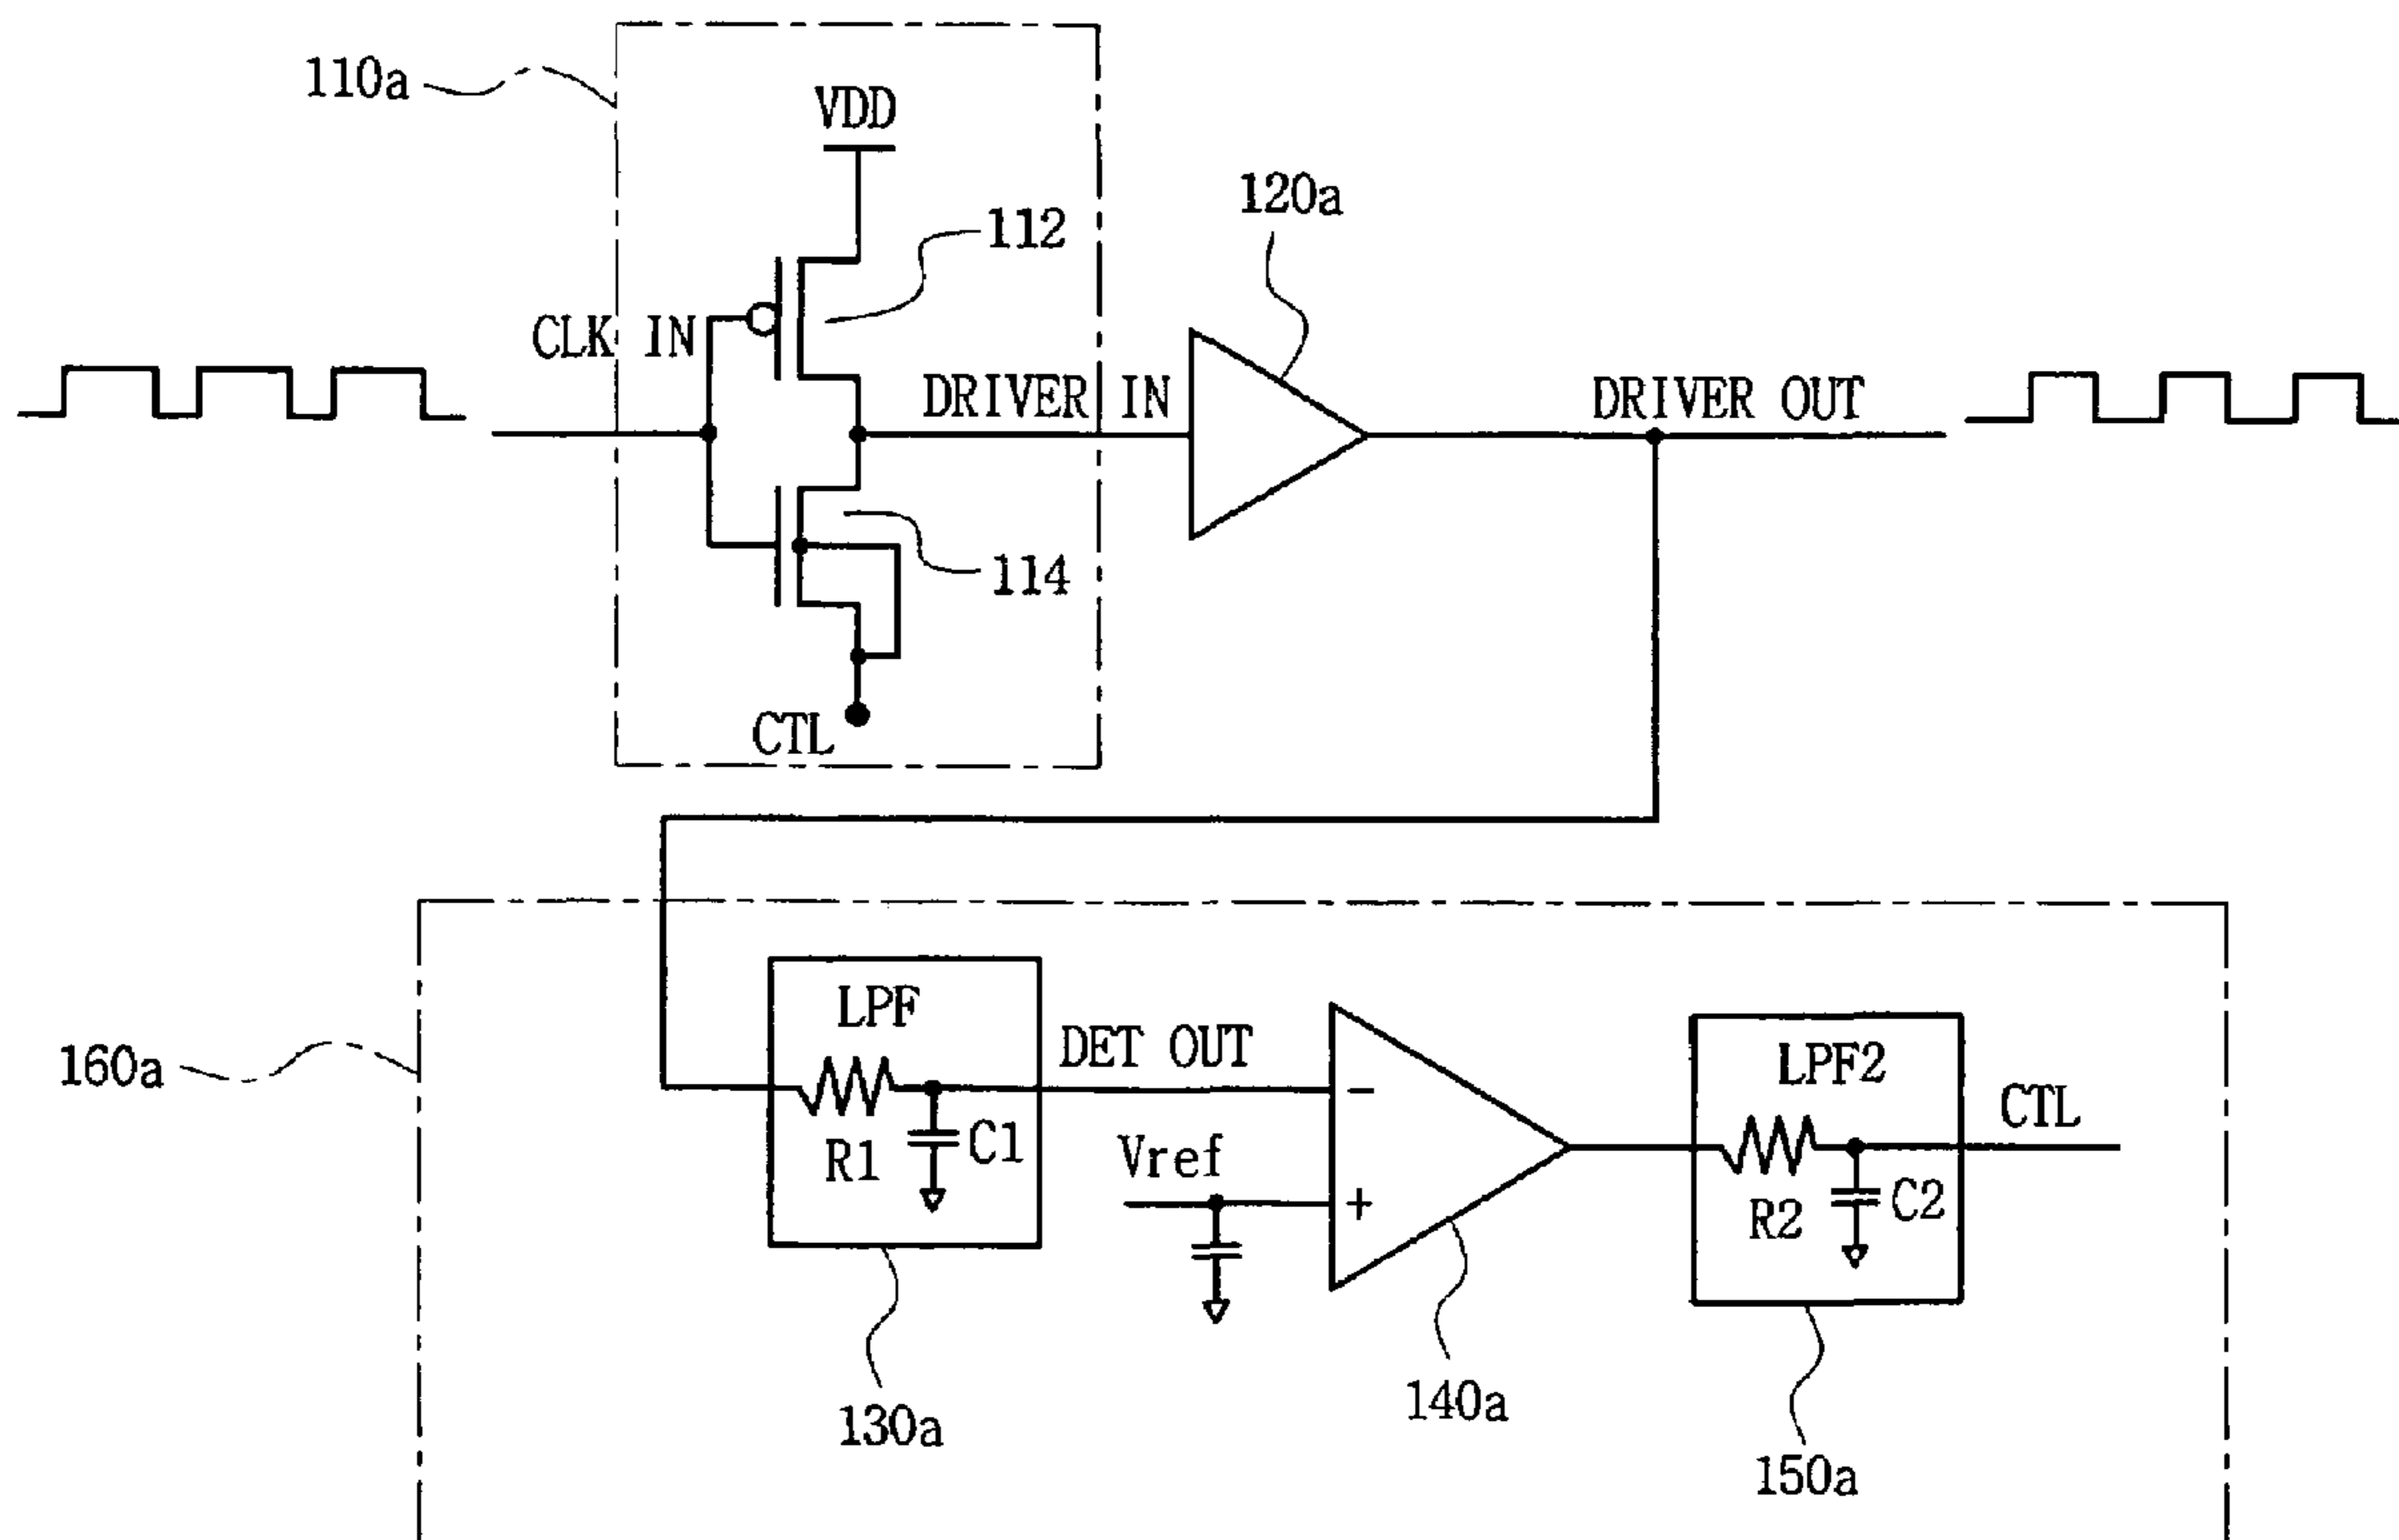 110a
VDD
112
120a
CLK IN
DRIVER IN
DRIVER OUT
114
CTL
160a
LPF
R1
C1
DET OUT
Vref
-
+
LPF2
R2
C2
CTL
130a
140a
150a